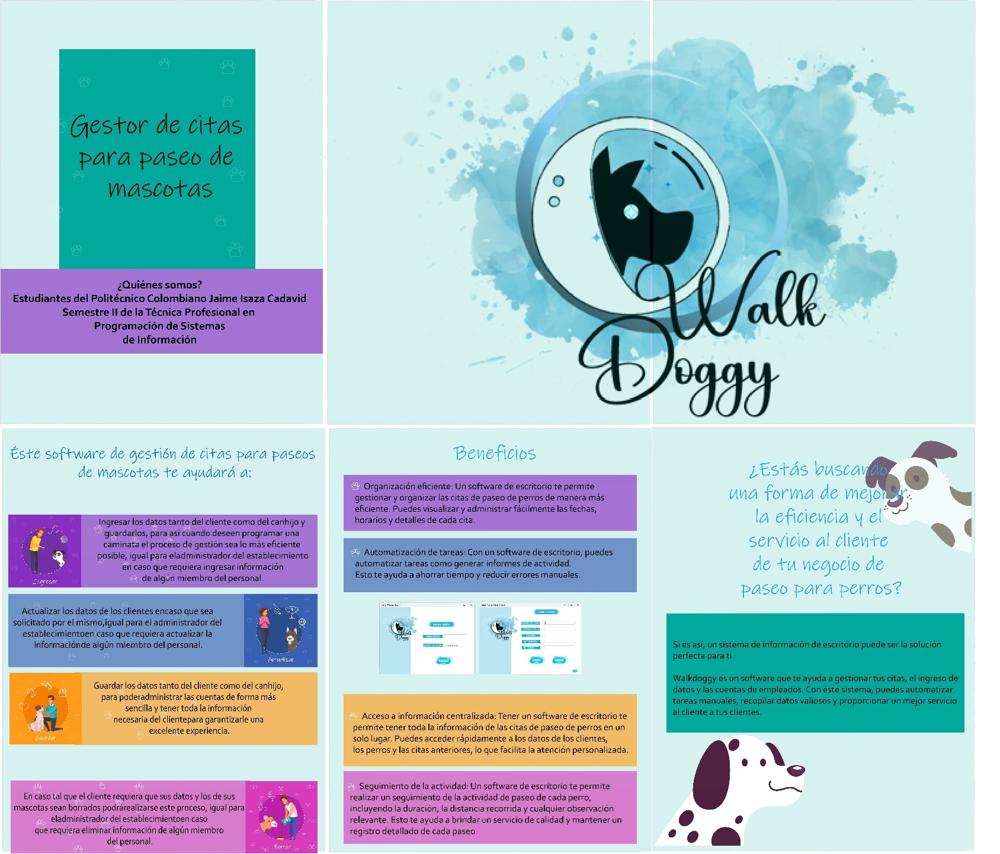 Gestor de citas
para paseo de
mascotas
¿Quiénes somos?
Estudiantes del Politécnico Colombiano Jaime Isaza Cadavid
Semestre II de la Técnica Profesional en
Programación de Sistemas
de Información
Walk
Doggy
Éste software de gestión de citas para paseos
de mascotas te ayudará a:
Ingresar los datos tanto del cliente como del canhijo y
guardarlos, para así cuando deseen programar una
caminata el proceso de gestión sea lo más eficiente
posible, igual para eladministrador del establecimiento
en caso que requiera ingresar información
de algún miembro del personal.
Ingresar
Actualizar los datos de los clientes encaso que sea
solicitado por el mismo,igual para el administrador del
establecimientoen caso que requiera actualizar la
informaciónde algún miembro del personal.
Actualizar
Guardar los datos tanto del cliente como del canhijo,
para poderadministrar las cuentas de forma más
sencilla y tener toda la información
necesaria del clientepara garantizarle una
excelente experiencia.
Guardar
En caso tal que el cliente requiera que sus datos y los de sus
mascotas sean borrados podrárealizarse este proceso, igual para
eladministrador del establecimientoen caso
que requiera eliminar información de algún miembro
del personal.
Borrar
Beneficios
Organización eficiente: Un software de escritorio te permite
gestionar y organizar las citas de paseo de perros de manera más
eficiente. Puedes visualizar y administrar fácilmente las fechas,
horarios y detalles de cada cita.
Automatización de tareas: Con un software de escritorio, puedes
automatizar tareas como generar informes de actividad.
Esto te ayuda a ahorrar tiempo y reducir errores manuales.
Acceso a información centralizada: Tener un software de escritorio te
permite tener toda la información de las citas de paseo de perros en un
solo lugar. Puedes acceder rápidamente a los datos de los clientes,
los perros y las citas anteriores, lo que facilita la atención personalizada.
Seguimiento de la actividad: Un software de escritorio te permite
realizar un seguimiento de la actividad de paseo de cada perro,
incluyendo la duración, la distancia recorrida y cualquier observación
relevante. Esto te ayuda a brindar un servicio de calidad y mantener un
registro detallado de cada paseo.
¿Estás buscando
una forma de mejorar
la eficiencia y el
servicio al cliente
de tu negocio de
paseo para perros?
Si es así, un sistema de información de escritorio puede ser la solución
perfecta para ti.
Walkdoggy es un software que te ayuda a gestionar tus citas, el ingreso de
datos y las cuentas de empleados. Con éste sistema, puedes automatizar
tareas manuales, recopilar datos valiosos y proporcionar un mejor servicio
al cliente a tus clientes.